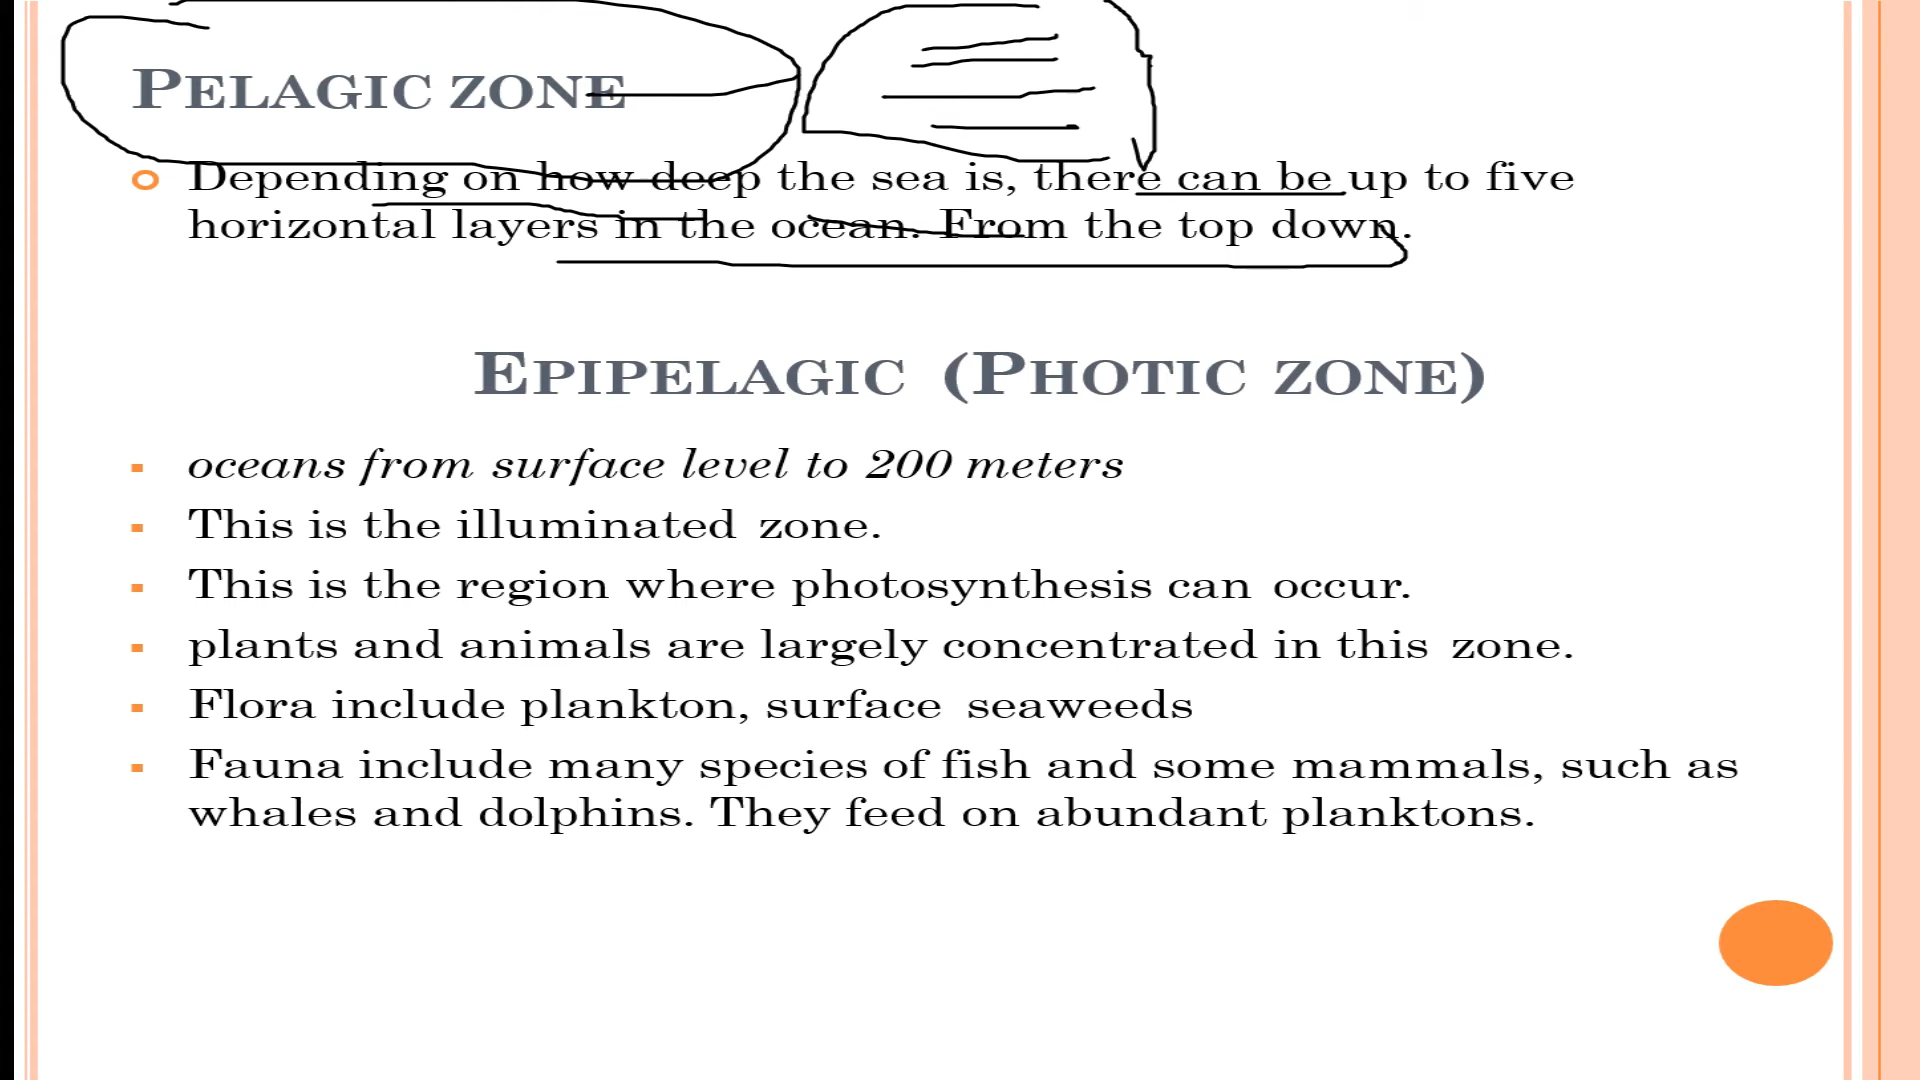 PELAGIC ZONE
Depending on how deep the sea is, there can be up to five
horizontal layers in the ocean. From the top down.
EPIPELAGIC (PHOTIC ZONE)
oceans from surface level to 200 meters
This is the illuminated zone.
This is the region where photosynthesis can occur.
plants and animals are largely concentrated in this zone.
Flora include plankton, surface seaweeds
Fauna include many species of fish and some mammals, such as
whales and dolphins. They feed on abundant planktons.